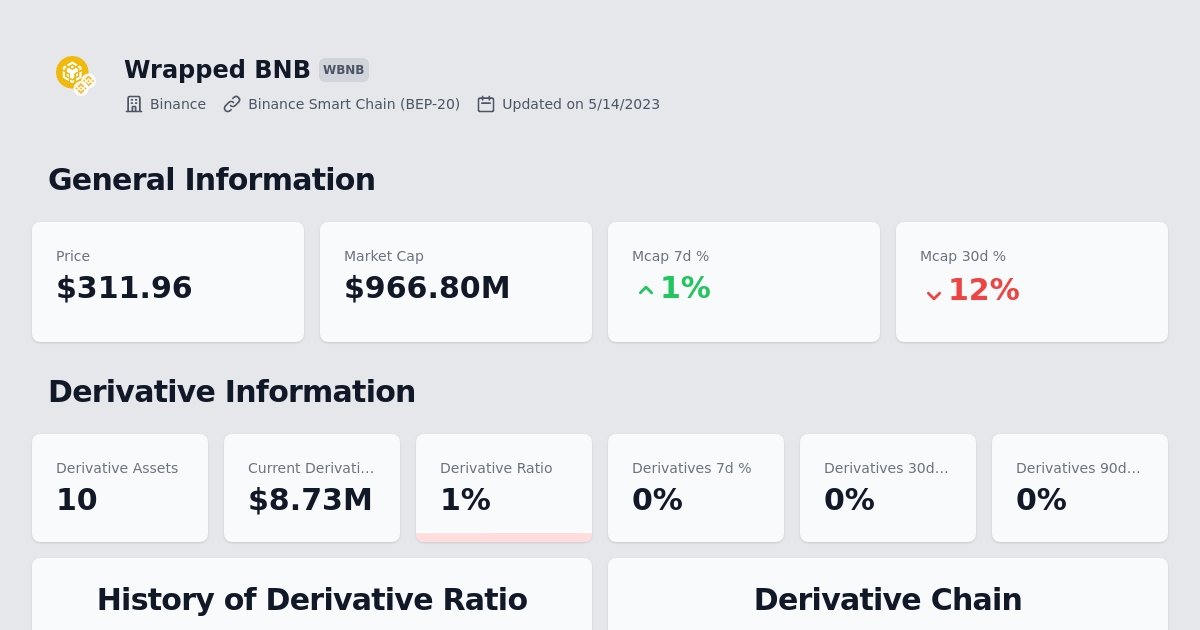 Wrapped BNB WBNB
Binance Binance Smart Chain (BEP-20) Updated on 5/14/2023
General Information
Price Market Cap Mcap 7d % Mcap 30d %
$311.96 $966.80M 1% 12%
Derivative Information
Derivative Assets Current Derivati... Derivative Ratio Derivatives 7d % Derivatives 30d... Derivatives 90d...
10 $8.73M 1% 0% 0% 0%
History of Derivative Ratio Derivative Chain